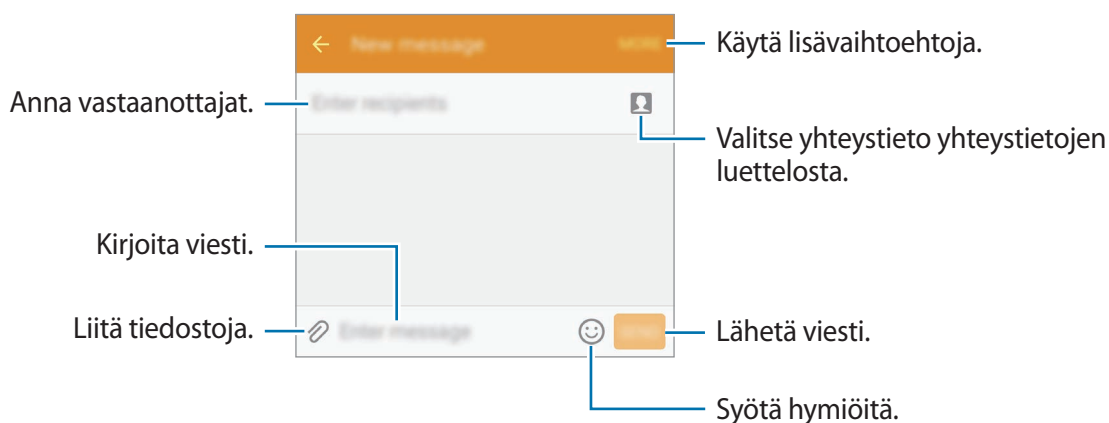 New message
MORE
Käytä lisävaihtoehtoja.
Anna vastaanottajat.
Enter recipients
Valitse yhteystieto yhteystietojen
luettelosta.
Kirjoita viesti.
Liitä tiedostoja.
Enter message
Lähetä viesti.
Syötä hymiöitä.